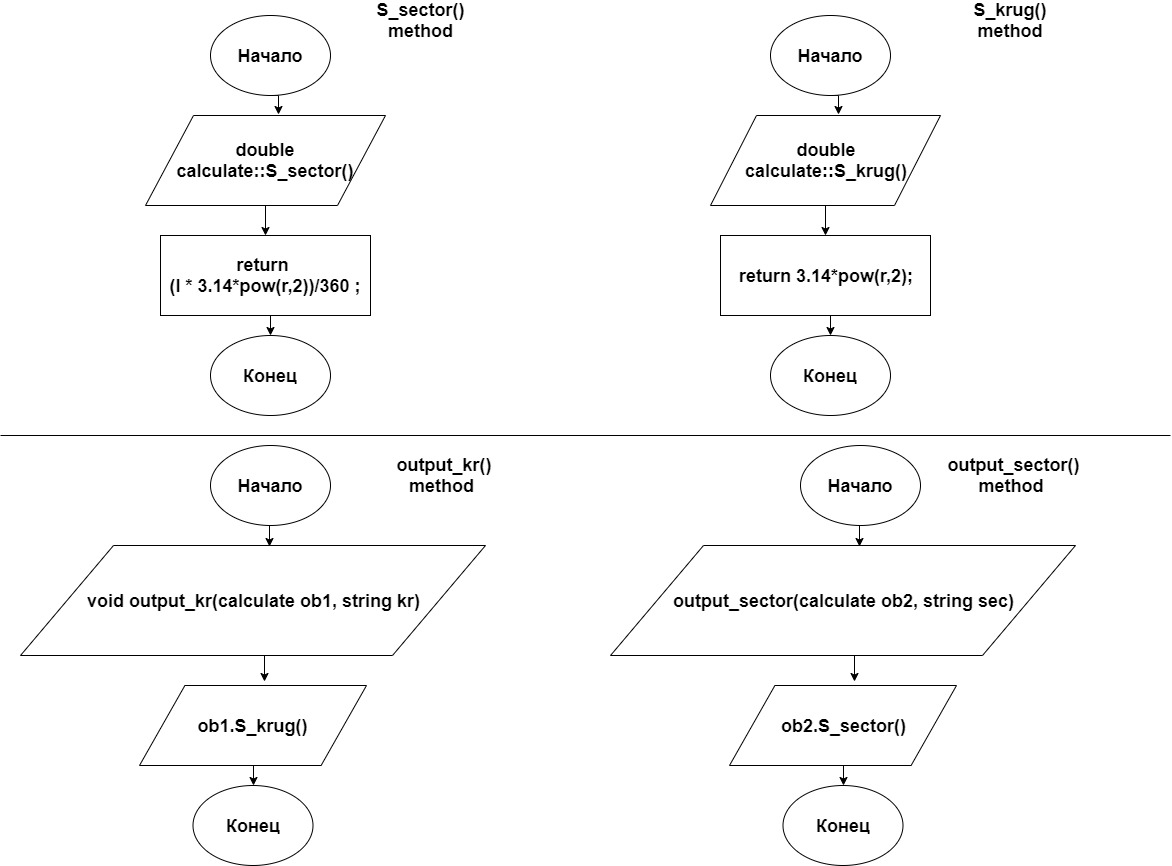 S_sector()
method
Начало
double
calculate::S_sector()
return
(l * 3.14*pow(r,2))/360 ;
Конец
S_krug()
method
Начало
double
calculate::S_krug()
return 3.14*pow(r,2);
Конец
output_kr()
method
Начало
void output_kr(calculate ob1, string kr)
ob1.S_krug()
Конец
output_sector()
method
Начало
output_sector(calculate ob2, string sec)
ob2.S_sector()
Конец